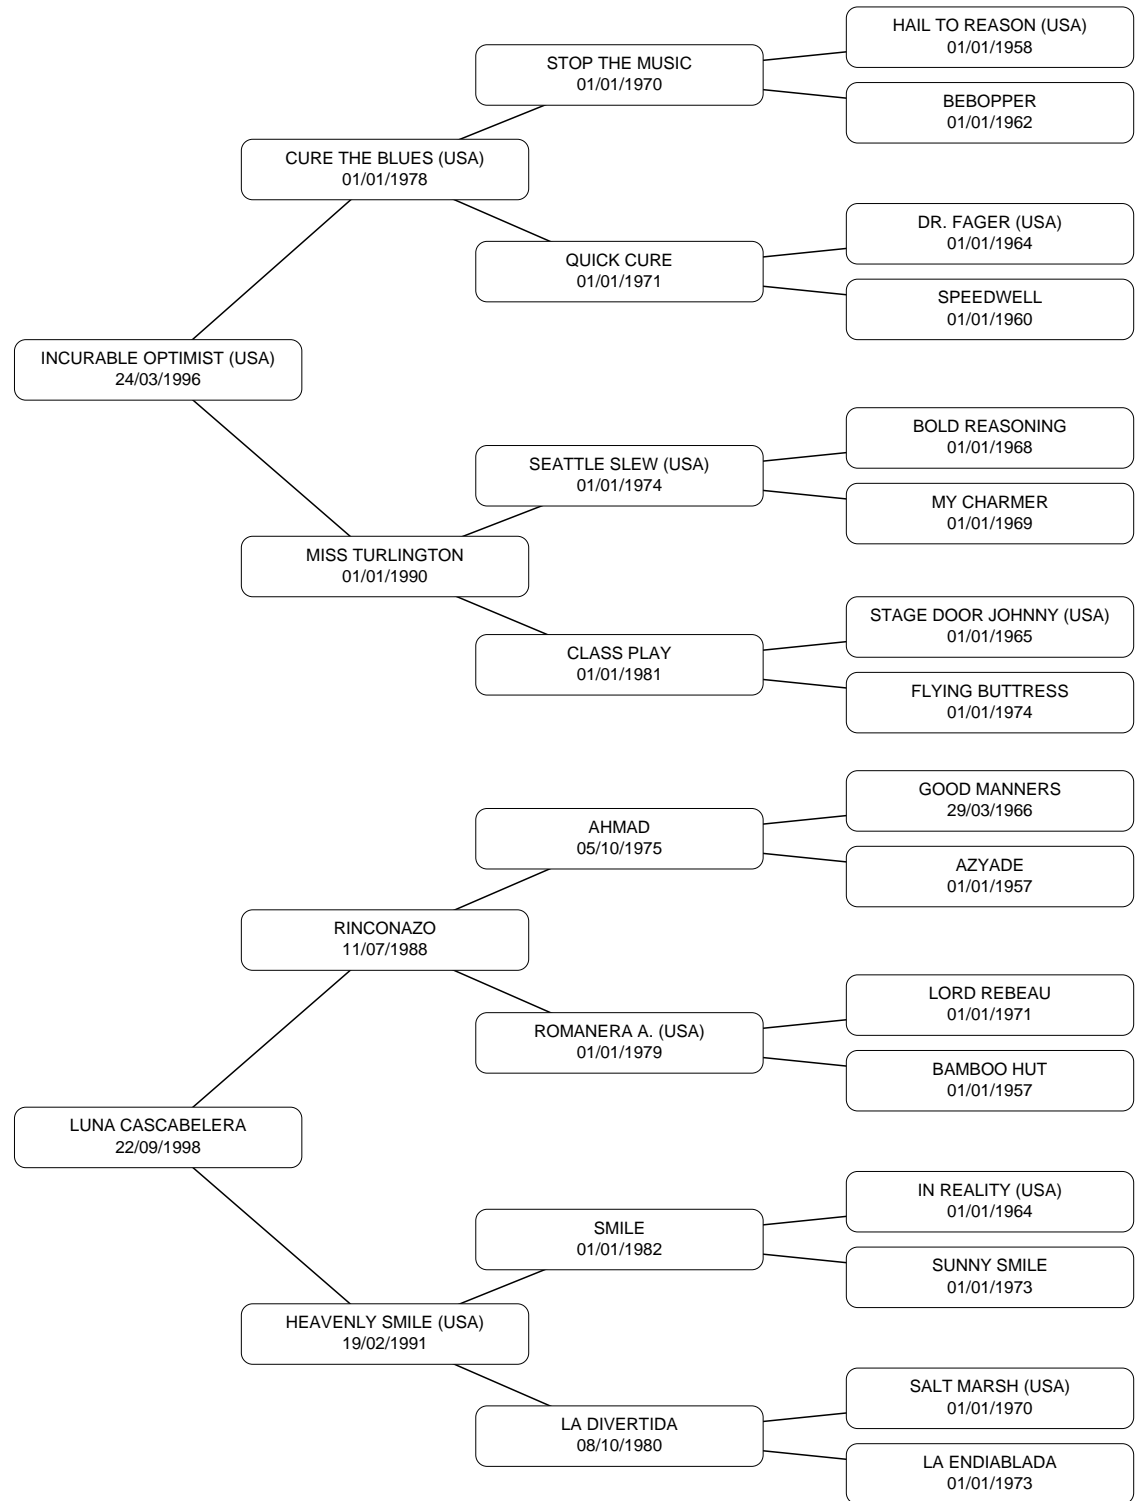 HAIL TO REASON (USA)
01/01/1958
STOP THE MUSIC
01/01/1970
BEBOPPER
01/01/1962
CURE THE BLUES (USA)
01/01/1978
DR. FAGER (USA)
01/01/1964
QUICK CURE
01/01/1971
SPEEDWELL
01/01/1960
INCURABLE OPTIMIST (USA)
24/03/1996
BOLD REASONING
01/01/1968
SEATTLE SLEW (USA)
01/01/1974
MY CHARMER
01/01/1969
MISS TURLINGTON
01/01/1990
STAGE DOOR JOHNNY (USA)
01/01/1965
CLASS PLAY
01/01/1981
FLYING BUTTRESS
01/01/1974
GOOD MANNERS
29/03/1966
AHMAD
05/10/1975
AZYADE
01/01/1957
RINCONAZO
11/07/1988
LORD REBEAU
01/01/1971
ROMANERA A. (USA)
01/01/1979
BAMBOO HUT
01/01/1957
LUNA CASCABELERA
22/09/1998
IN REALITY (USA)
01/01/1964
SMILE
01/01/1982
SUNNY SMILE
01/01/1973
HEAVENLY SMILE (USA)
19/02/1991
SALT MARSH (USA)
01/01/1970
LA DIVERTIDA
08/10/1980
LA ENDIABLADA
01/01/1973